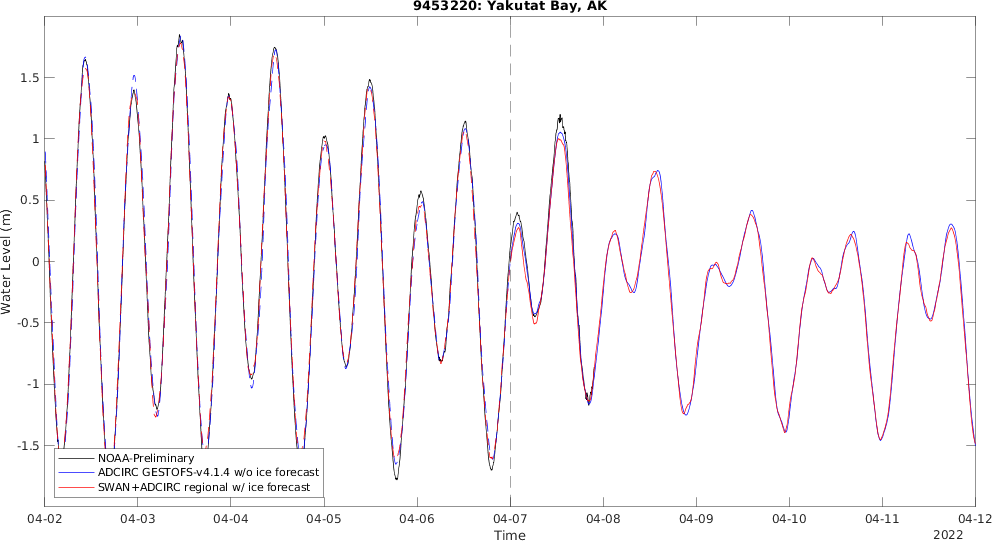 9453220: Yakutat Bay, AK
Water Level (m)
1.5
1
0.5
0
-0.5
-1
-1.5
NOAA-Preliminary
ADCIRC GESTOFS-v4.1.4 w/o ice forecast
SWAN+ADCIRC regional w/ ice forecast
04-02 04-03 04-04 04-05 04-06 04-07 04-08 04-09 04-10 04-11 04-12
Time
2022